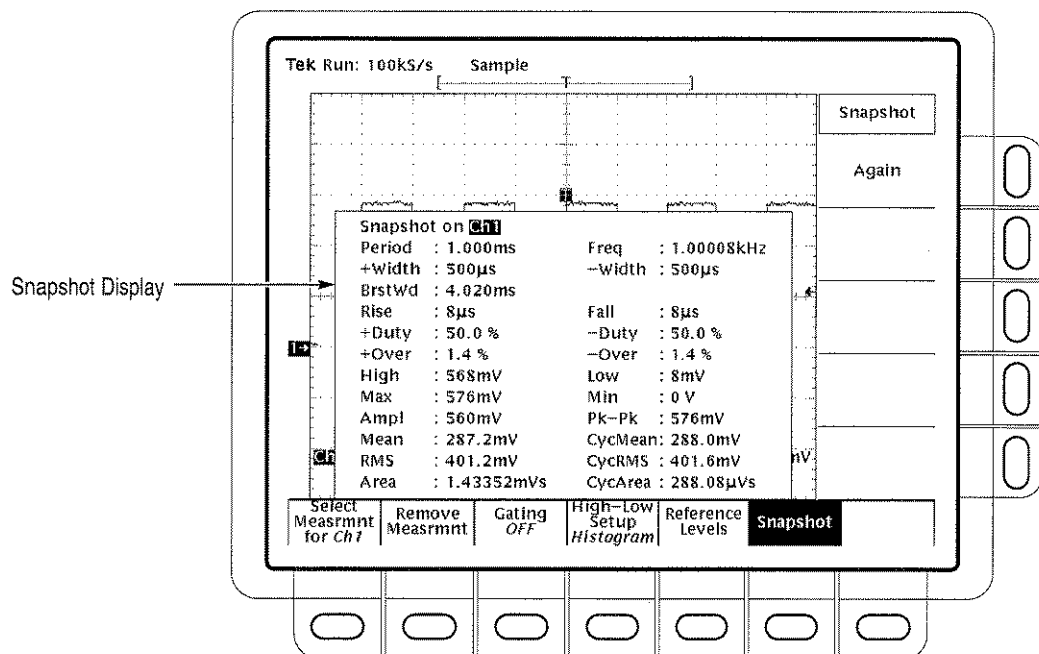 Tek Run: 100kS/s Sample
[ T ]
Snapshot
Again
Snapshot on Ch1
Period : 1.000ms Freq : 1.00008kHz
+Width : 500µs −Width : 500µs
BrstWd : 4.020ms
Snapshot Display
Rise : 8µs Fall : 8µs
+Duty : 50.0 % −Duty : 50.0 %
1→
+Over : 1.4 % −Over : 1.4 %
High : 568mV Low : 8mV
Max : 576mV Min : 0 V
Ampl : 560mV Pk−Pk : 576mV
Mean : 287.2mV CycMean: 288.0mV
Ch RMS : 401.2mV CycRMS : 401.6mV mV
Area : 1.43352mVs CycArea : 288.08µVs
Select
Measrmnt
for Ch1
Remove
Measrmnt
Gating
OFF
High−Low
Setup
Histogram
Reference
Levels
Snapshot